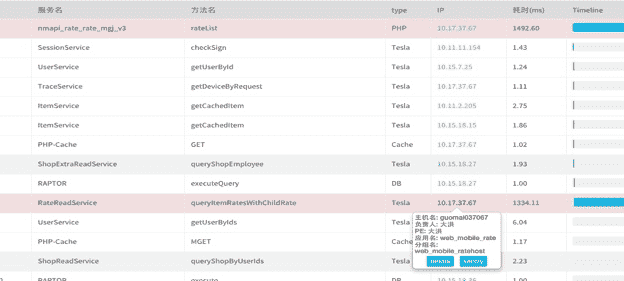 服务名 方法名 type IP 耗时(ms) Timeline
nmapi_rate_rate_mgj_v3 rateList PHP 10.17.37.67 1492.60
SessionService checkSign Tesla 10.11.11.154 1.43
UserService getUserById Tesla 10.15.7.25 1.24
TraceService getDeviceByRequest Tesla 10.17.37.67 1.11
ItemService getCachedItem Tesla 10.11.2.205 2.75
ItemService getCachedItem Tesla 10.15.18.15 1.86
PHP-Cache GET Cache 10.17.37.67 1.02
ShopExtraReadService queryShopEmployee Tesla 10.15.18.27 1.93
RAPTOR executeQuery DB 10.15.18.27 1.00
RateReadService queryItemRatesWithChildRate Tesla 10.17.37.67 1334.11
主机名: guomai037067
UserService getUserByIds Tesla 6.04
负责人: 大洪
PE: 大洪
PHP-Cache MGET Cache 1.17
应用名: web_mobile_rate
分组名:
web_mobile_ratehost
ShopReadService queryShopByUserIds Tesla 2.23
RAPTOR execute DB 1.00